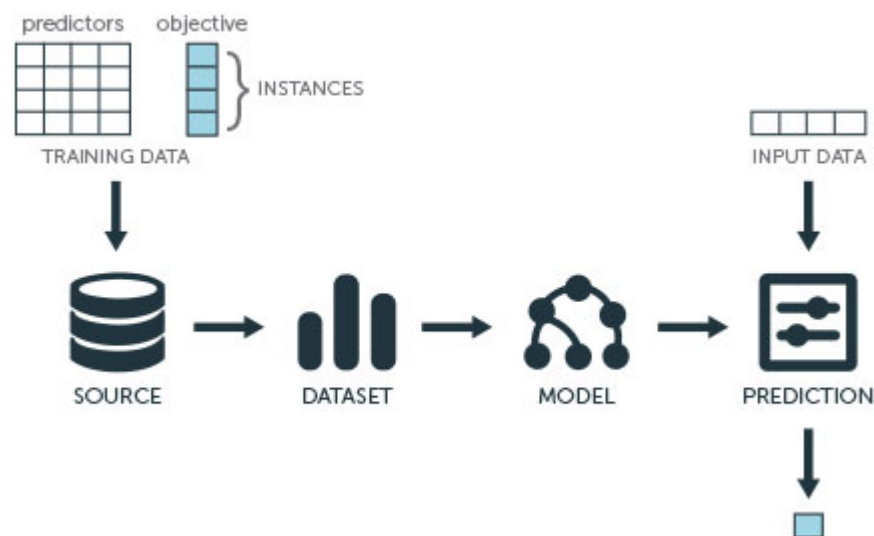 predictors objective
INSTANCES
TRAINING DATA
INPUT DATA
SOURCE
DATASET
MODEL
PREDICTION